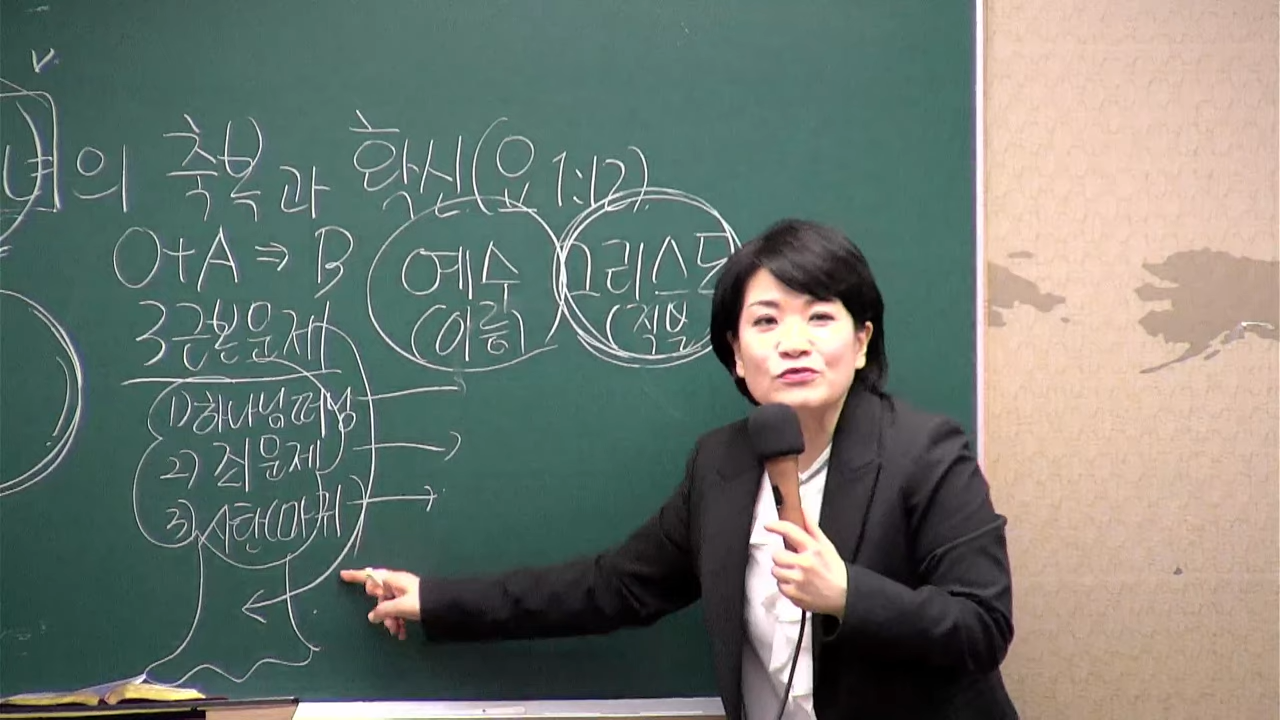 녀의 축복과 확신(요 1:12)
0+A ⇒ B
예수 그리스도
(이름) (직분
3근본문제
1) 하나님떠남
2) 죄문제
3) 사탄(마귀)